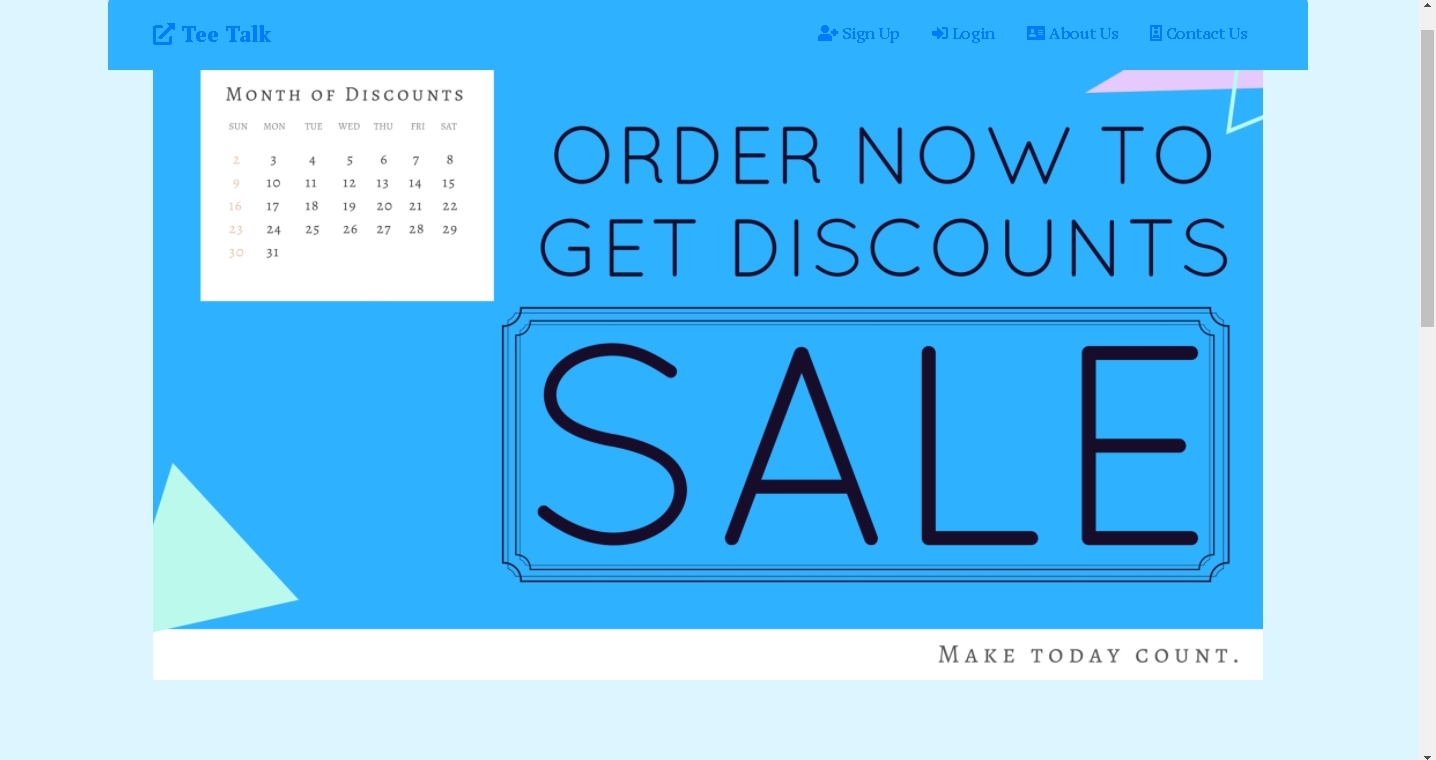 Tee Talk
Sign Up Login About Us Contact Us
Month of Discounts
SUN MON TUE WED THU FRI SAT
2 3 4 5 6 7 8
9 10 11 12 13 14 15
16 17 18 19 20 21 22
23 24 25 26 27 28 29
30 31
ORDER NOW TO
GET DISCOUNTS
SALE
Make today count.